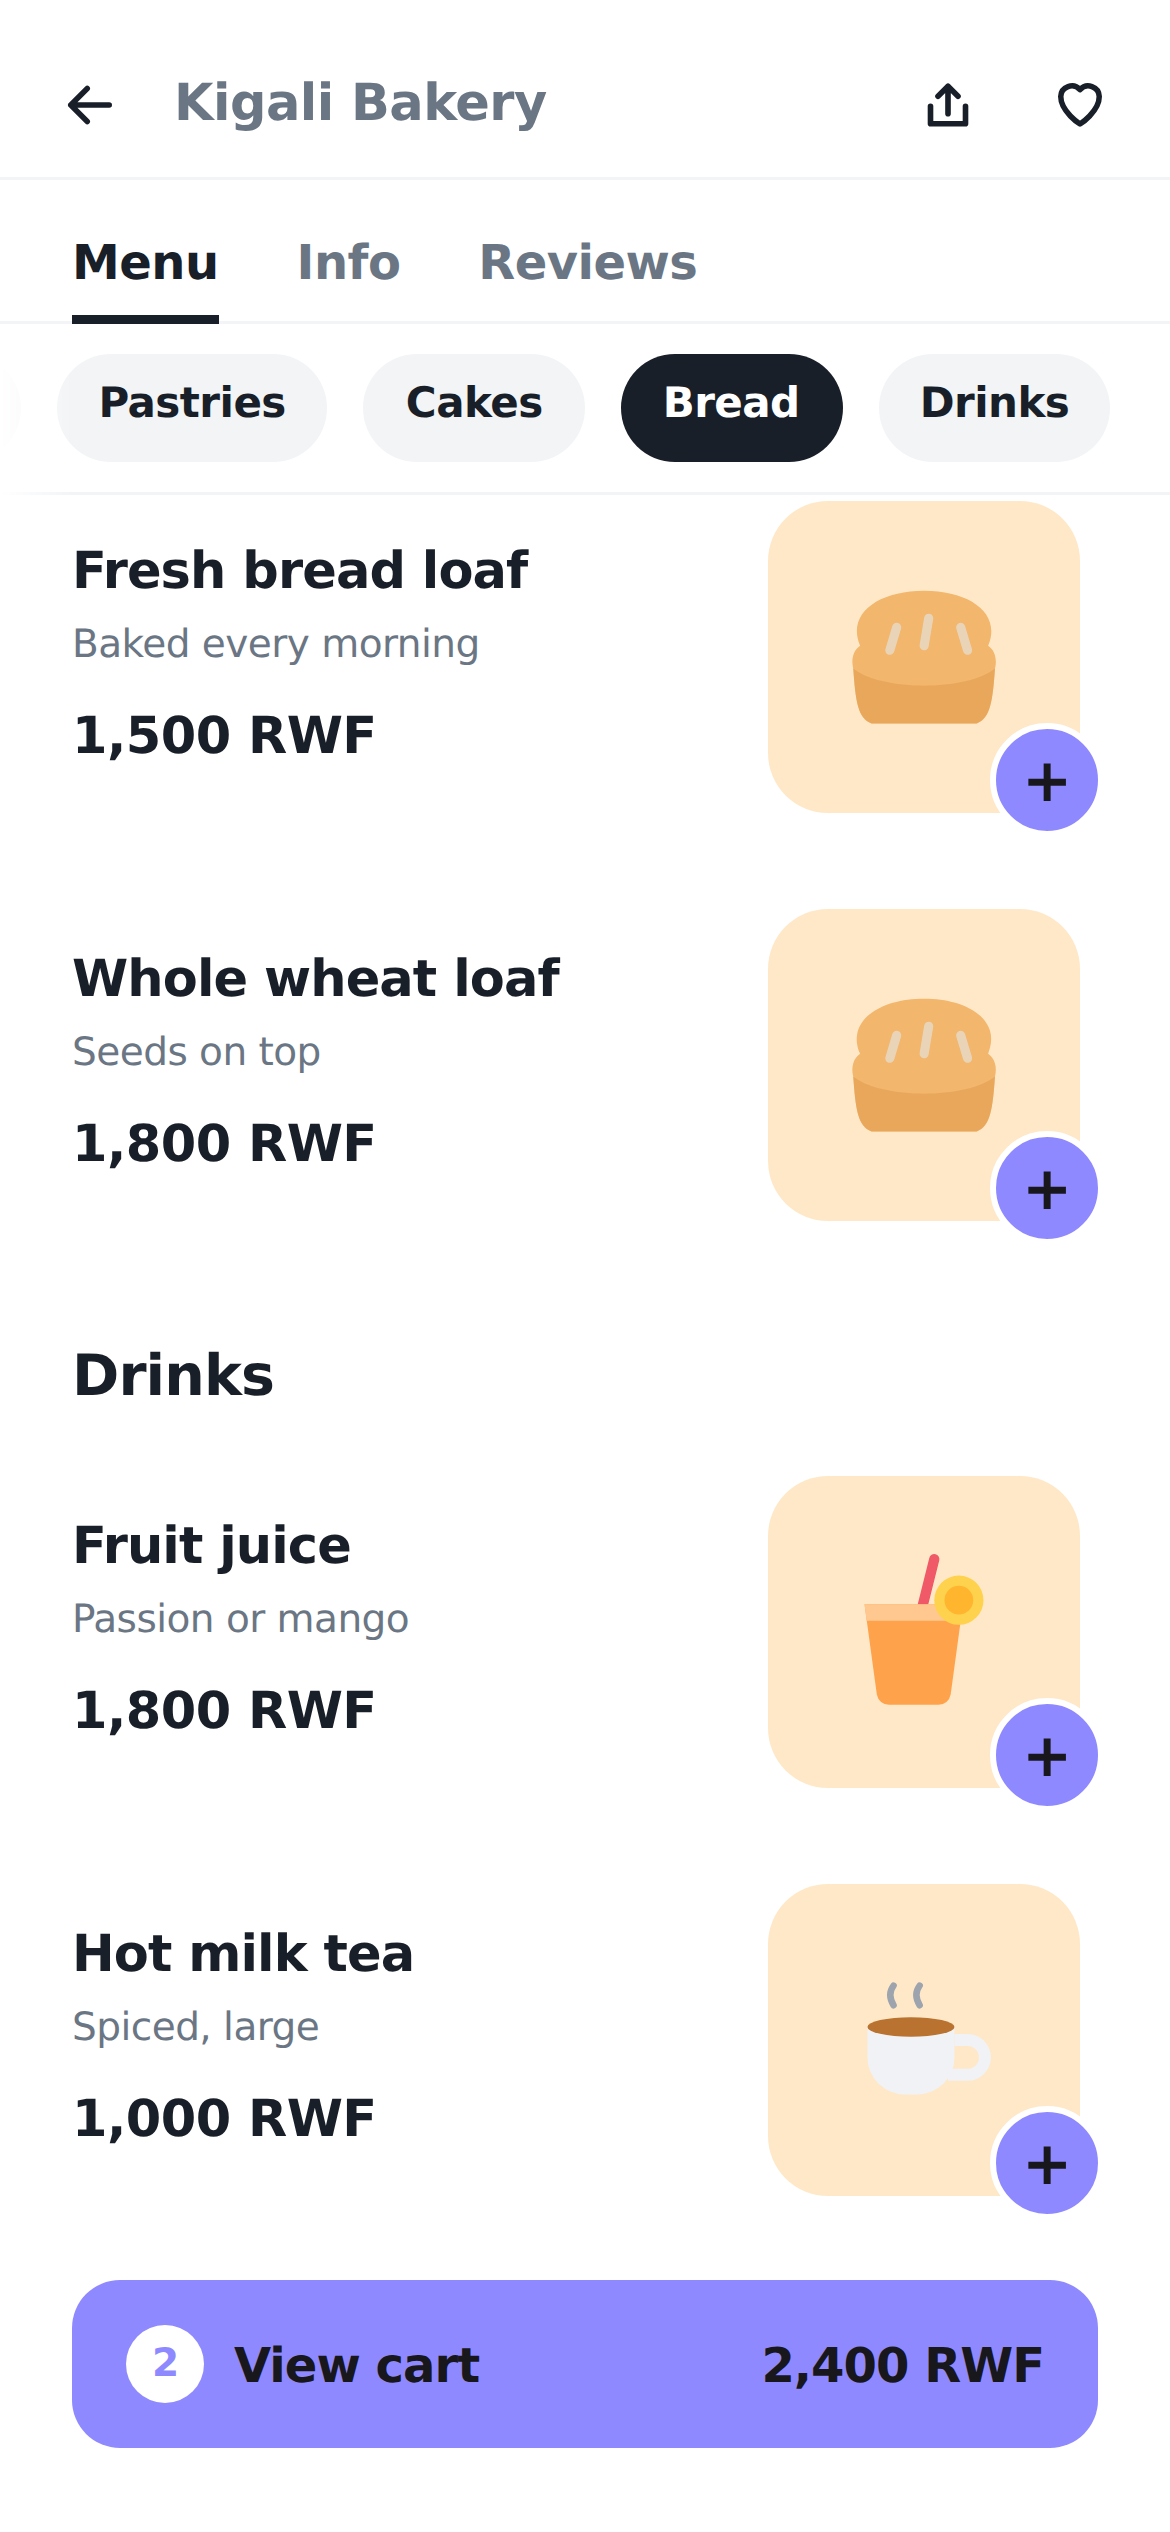 Kigali Bakery
Menu Info Reviews
Pastries Cakes Bread Drinks
Fresh bread loaf
Baked every morning
1,500 RWF
+
Whole wheat loaf
Seeds on top
1,800 RWF
+
Drinks
Fruit juice
Passion or mango
1,800 RWF
+
Hot milk tea
Spiced, large
1,000 RWF
+
2 View cart 2,400 RWF